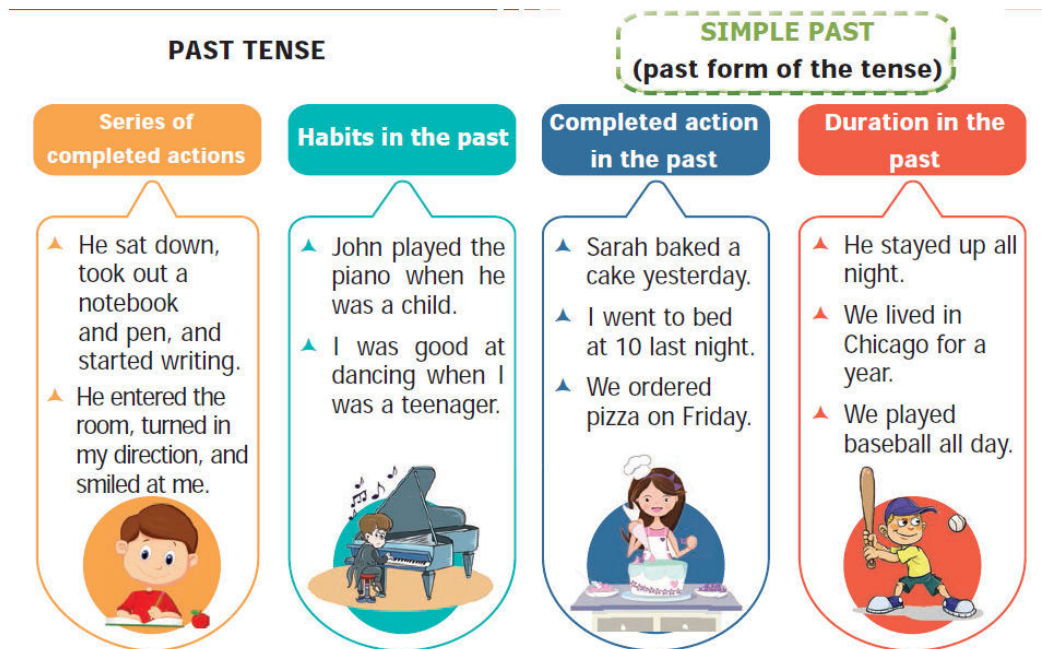 PAST TENSE
SIMPLE PAST
(past form of the tense)
Series of
completed actions
He sat down,
took out a
notebook
and pen, and
started writing.
He entered the
room, turned in
my direction, and
smiled at me.
Habits in the past
John played the
piano when he
was a child.
I was good at
dancing when I
was a teenager.
Completed action
in the past
Sarah baked a
cake yesterday.
I went to bed
at 10 last night.
We ordered
pizza on Friday.
Duration in the
past
He stayed up all
night.
We lived in
Chicago for a
year.
We played
baseball all day.